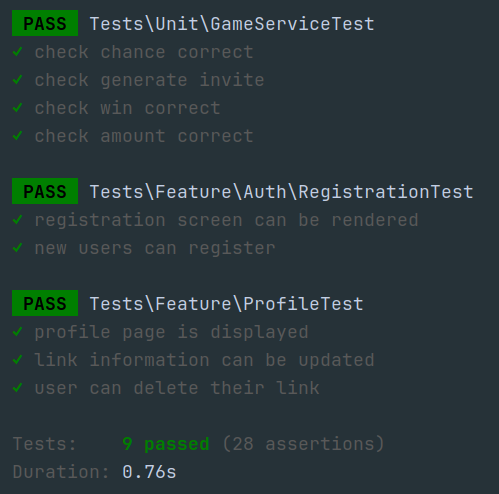 PASS Tests\Unit\GameServiceTest
✓ check chance correct
✓ check generate invite
✓ check win correct
✓ check amount correct
PASS Tests\Feature\Auth\RegistrationTest
✓ registration screen can be rendered
✓ new users can register
PASS Tests\Feature\ProfileTest
✓ profile page is displayed
✓ link information can be updated
✓ user can delete their link
Tests: 9 passed (28 assertions)
Duration: 0.76s